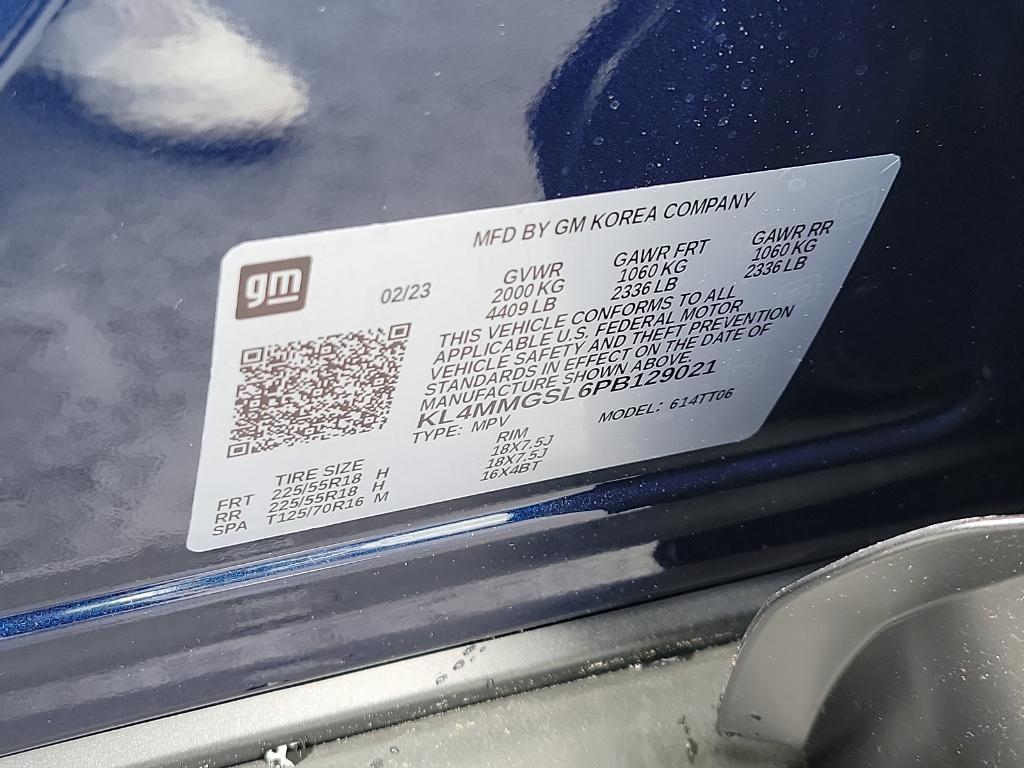 MFD BY GM KOREA COMPANY
gm
02/23
GVWR GAWR FRT GAWR RR
2000 KG 1060 KG 1060 KG
4409 LB 2336 LB 2336 LB
THIS VEHICLE CONFORMS TO ALL
APPLICABLE U.S. FEDERAL MOTOR
VEHICLE SAFETY AND THEFT PREVENTION
STANDARDS IN EFFECT ON THE DATE OF
MANUFACTURE SHOWN ABOVE.
KL4MMGSL6PB129021
TYPE: MPV MODEL: 614TT06
TIRE SIZE RIM
FRT 225/55R18 H 18X7.5J
RR 225/55R18 H 18X7.5J
SPA T125/70R16 M 16X4BT